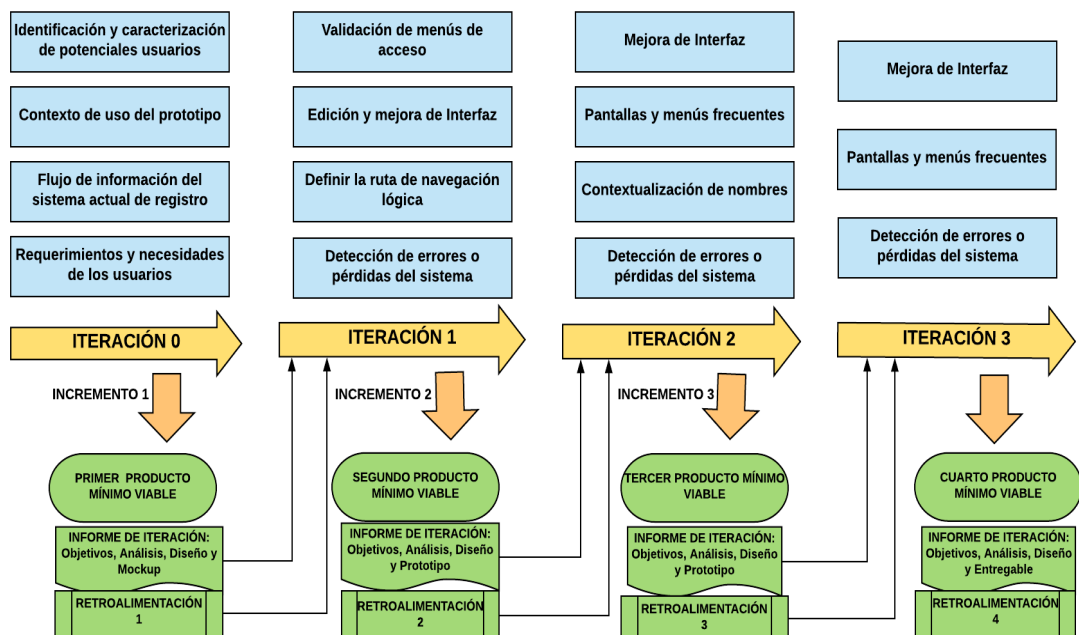 Identificación y caracterización
de potenciales usuarios
Contexto de uso del prototipo
Flujo de información del
sistema actual de registro
Requerimientos y necesidades
de los usuarios
ITERACIÓN 0
INCREMENTO 1
PRIMER PRODUCTO
MÍNIMO VIABLE
INFORME DE ITERACIÓN:
Objetivos, Análisis, Diseño y
Mockup
RETROALIMENTACIÓN
1
Validación de menús de
acceso
Edición y mejora de Interfaz
Definir la ruta de navegación
lógica
Detección de errores o
pérdidas del sistema
ITERACIÓN 1
INCREMENTO 2
SEGUNDO PRODUCTO
MÍNIMO VIABLE
INFORME DE ITERACIÓN:
Objetivos, Análisis, Diseño
y Prototipo
RETROALIMENTACIÓN
2
Mejora de Interfaz
Pantallas y menús frecuentes
Contextualización de nombres
Detección de errores o
pérdidas del sistema
ITERACIÓN 2
INCREMENTO 3
TERCER PRODUCTO MÍNIMO
VIABLE
INFORME DE ITERACIÓN:
Objetivos, Análisis, Diseño
y Prototipo
RETROALIMENTACIÓN
3
Mejora de Interfaz
Pantallas y menús frecuentes
Detección de errores o
pérdidas del sistema
ITERACIÓN 3
CUARTO PRODUCTO
MÍNIMO VIABLE
INFORME DE ITERACIÓN:
Objetivos, Análisis, Diseño
y Entregable
RETROALIMENTACIÓN
4